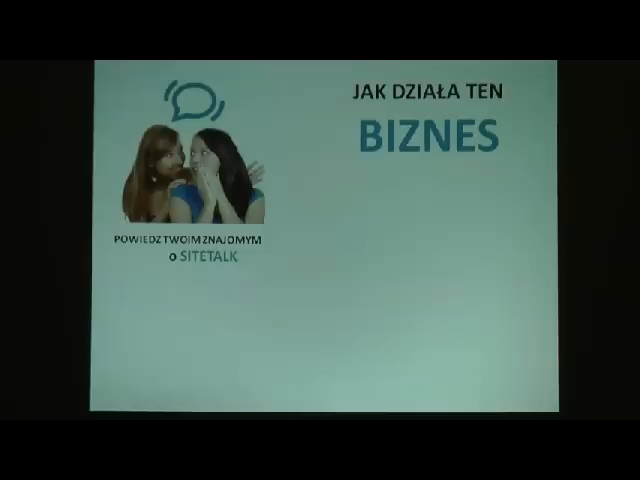 JAK DZIAŁA TEN
BIZNES
POWIEDZ TWOIM ZNAJOMYM
o SITETALK